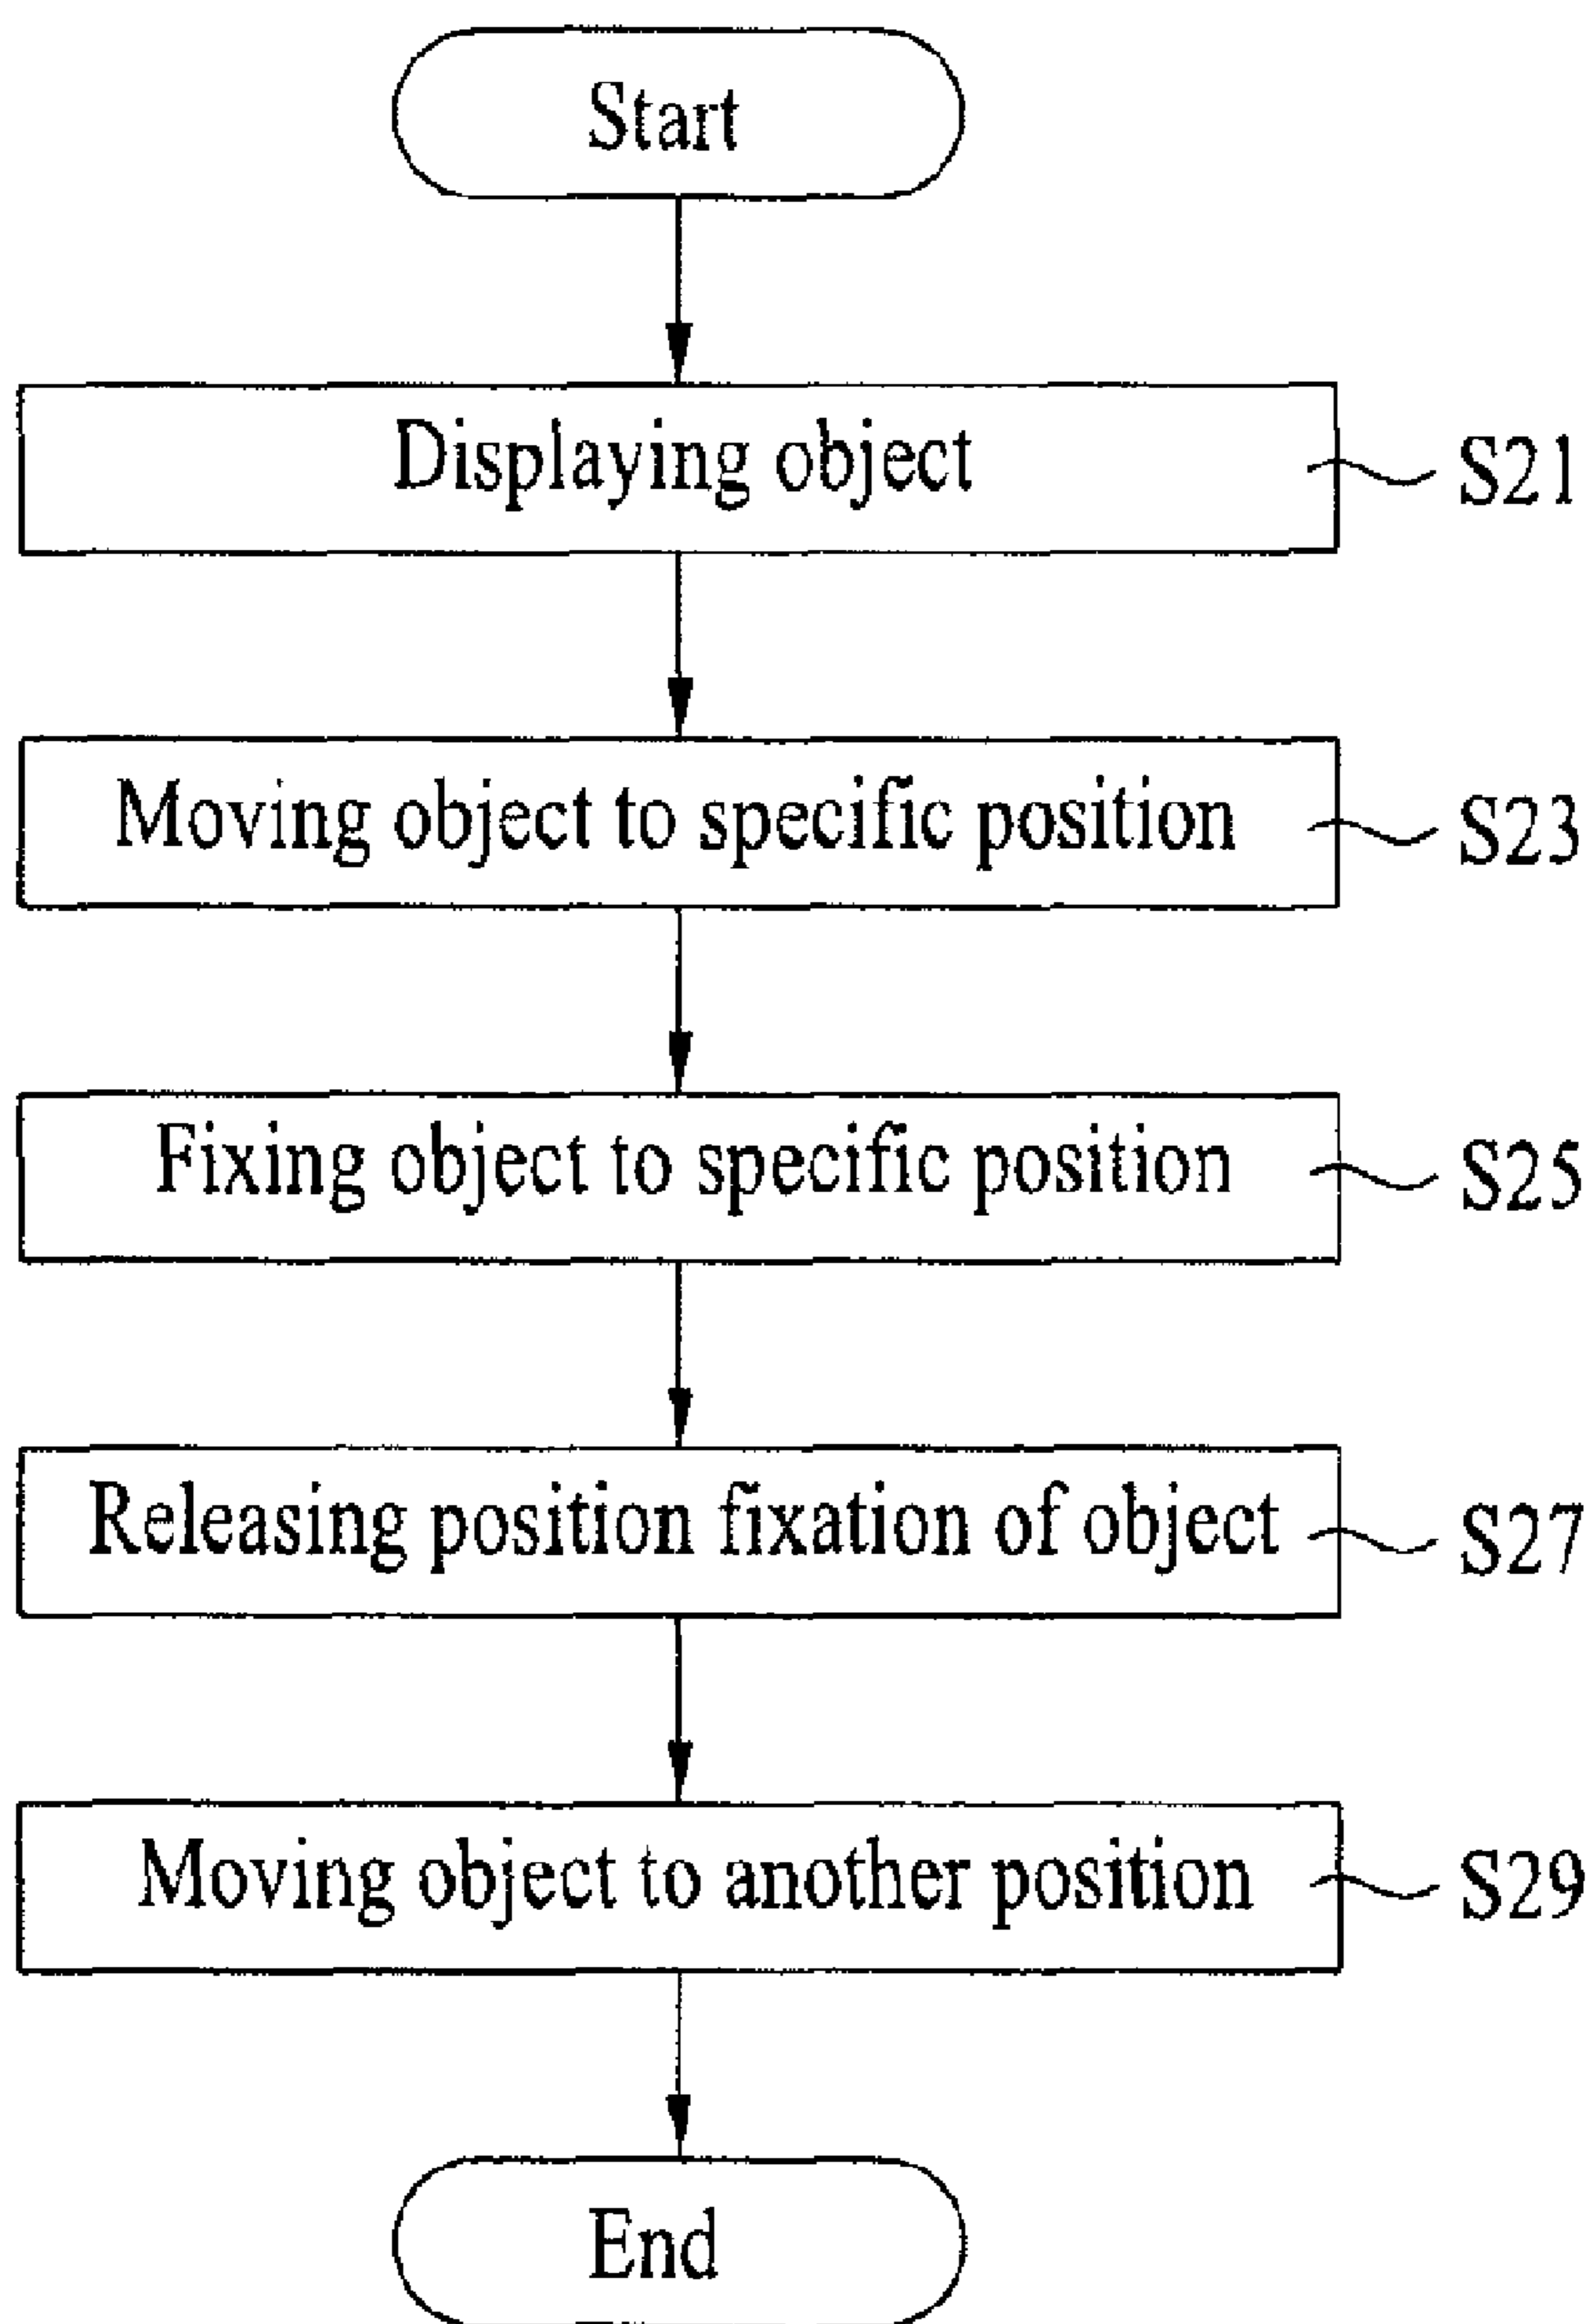 Start
Displaying object
S21
Moving object to specific position
S23
Fixing object to specific position
S25
Releasing position fixation of object
S27
Moving object to another position
S29
End